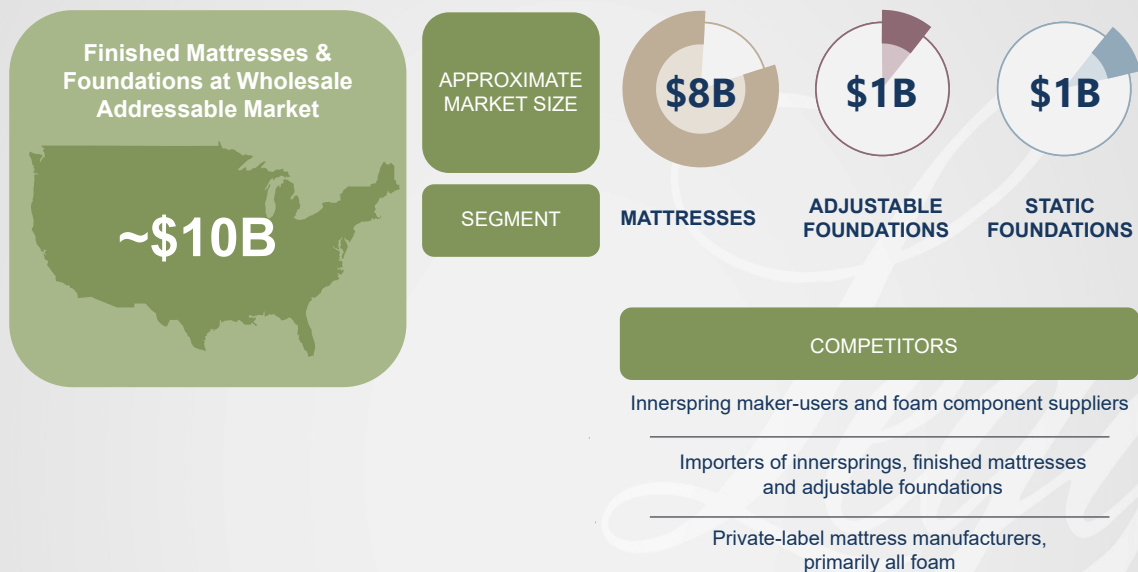 Finished Mattresses &
Foundations at Wholesale
Addressable Market
~$10B
APPROXIMATE
MARKET SIZE
$8B
$1B
$1B
SEGMENT
MATTRESSES
ADJUSTABLE
FOUNDATIONS
STATIC
FOUNDATIONS
COMPETITORS
Innerspring maker-users and foam component suppliers
Importers of innersprings, finished mattresses
and adjustable foundations
Private-label mattress manufacturers,
primarily all foam